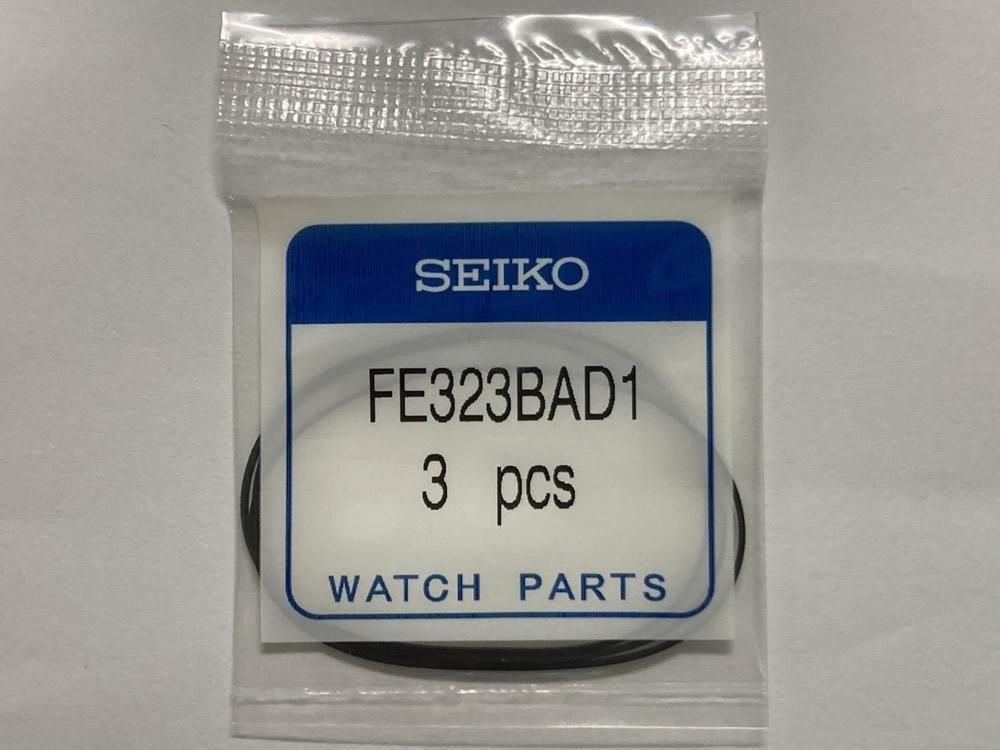 SEIKO
FE323BAD1
3 pcs
WATCH PARTS